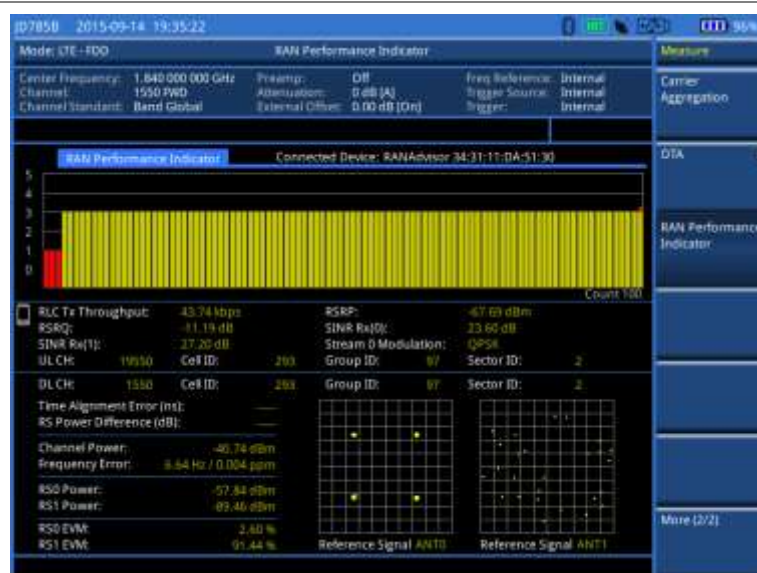 JD785B 2015-09-14 19:35:22 96%
Mode: LTE - FDD RAN Performance Indicator Measure
Center Frequency: 1.840 000 000 GHz Preamp: Off Freq Reference: Internal
Channel: 1550 FWD Attenuation: 0 dB [A] Trigger Source: Internal
Channel Standard: Band Global External Offset: 0.00 dB [On] Trigger: Internal
Carrier
Aggregation
RAN Performance Indicator Connected Device: RANAdvisor 34:31:11:DA:51:30
OTA
5
4
3
2
1
0
RAN Performance
Indicator
Count 100
RLC Tx Throughput: 43.74 kbps RSRP: -67.69 dBm
RSRQ: -11.19 dB SINR Rx(0): 23.60 dB
SINR Rx(1): 27.20 dB Stream 0 Modulation: QPSK
UL CH: 19550 Cell ID: 293 Group ID: 97 Sector ID: 2
DL CH: 1550 Cell ID: 293 Group ID: 97 Sector ID: 2
Time Alignment Error (ns):
RS Power Difference (dB):
Channel Power: -46.74 dBm
Frequency Error: 6.64 Hz / 0.004 ppm
RS0 Power: -57.84 dBm
RS1 Power: -89.46 dBm
RS0 EVM: 2.60 %
RS1 EVM: 91.44 %
Reference Signal ANT0 Reference Signal ANT1
More (2/2)